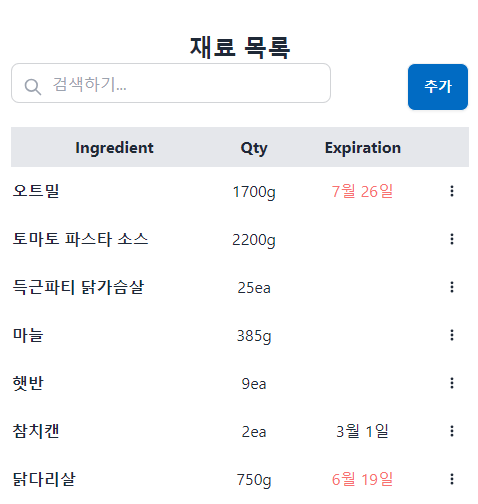 재료 목록
검색하기...
추가
Ingredient Qty Expiration
오트밀 1700g 7월 26일
토마토 파스타 소스 2200g
득근파티 닭가슴살 25ea
마늘 385g
햇반 9ea
참치캔 2ea 3월 1일
닭다리살 750g 6월 19일